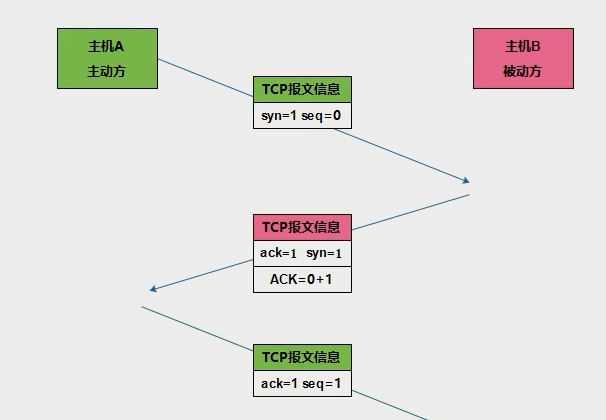 主机A
主动方
主机B
被动方
TCP报文信息
syn=1 seq=0
TCP报文信息
ack=1 syn=1
ACK=0+1
TCP报文信息
ack=1 seq=1